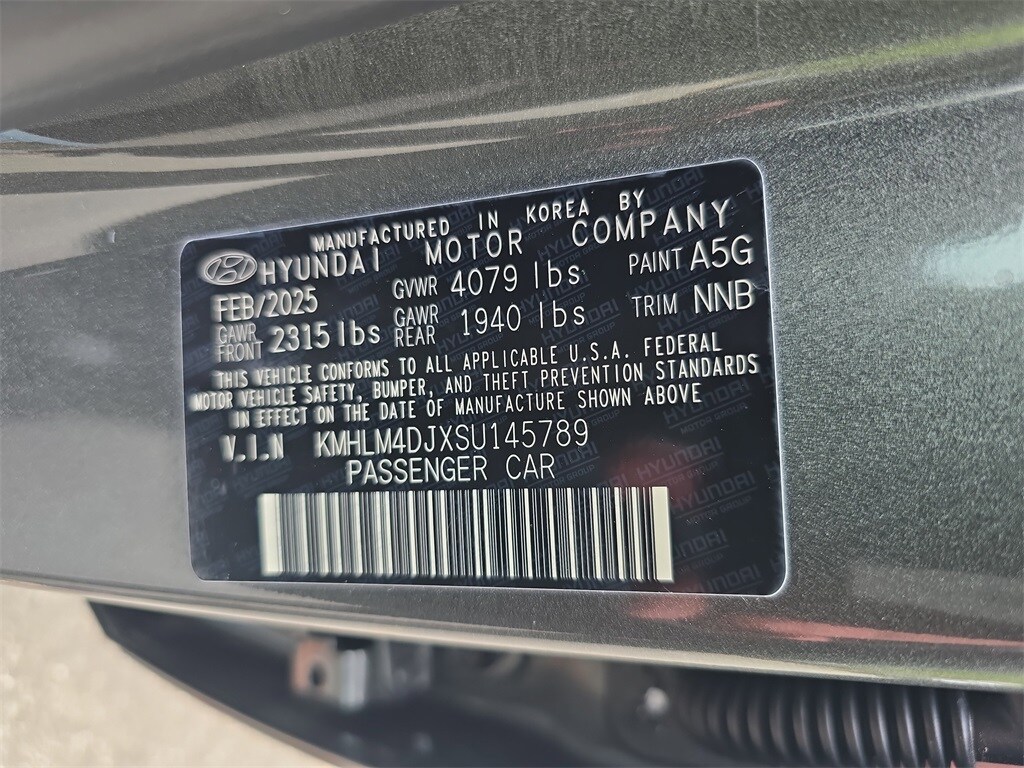 MANUFACTURED IN KOREA BY
HYUNDAI MOTOR COMPANY
FEB/2025 GVWR 4079 lbs PAINT A5G
GAWR FRONT 2315 lbs GAWR REAR 1940 lbs TRIM NNB
THIS VEHICLE CONFORMS TO ALL APPLICABLE U.S.A. FEDERAL
MOTOR VEHICLE SAFETY, BUMPER, AND THEFT PREVENTION STANDARDS
IN EFFECT ON THE DATE OF MANUFACTURE SHOWN ABOVE
V.I.N KMHLM4DJXSU145789
PASSENGER CAR